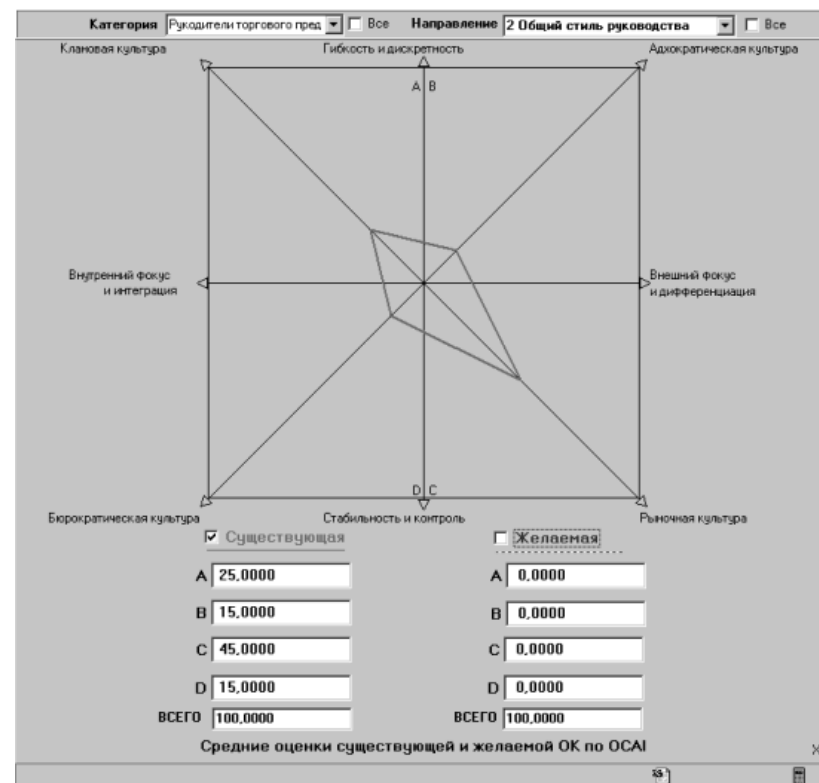 Категория Рукодители торгового пред Все Направление 2 Общий стиль руководства Все
Клановая культура Гибкость и дискретность Адхократическая культура
A B
Внутренний фокус
и интеграция
Внешний фокус
и дифференциация
D C
Бюрократическая культура Стабильность и контроль Рыночная культура
Существующая Желаемая
A 25,0000 A 0,0000
B 15,0000 B 0,0000
C 45,0000 C 0,0000
D 15,0000 D 0,0000
ВСЕГО 100,0000 ВСЕГО 100,0000
Средние оценки существующей и желаемой ОК по OCAI